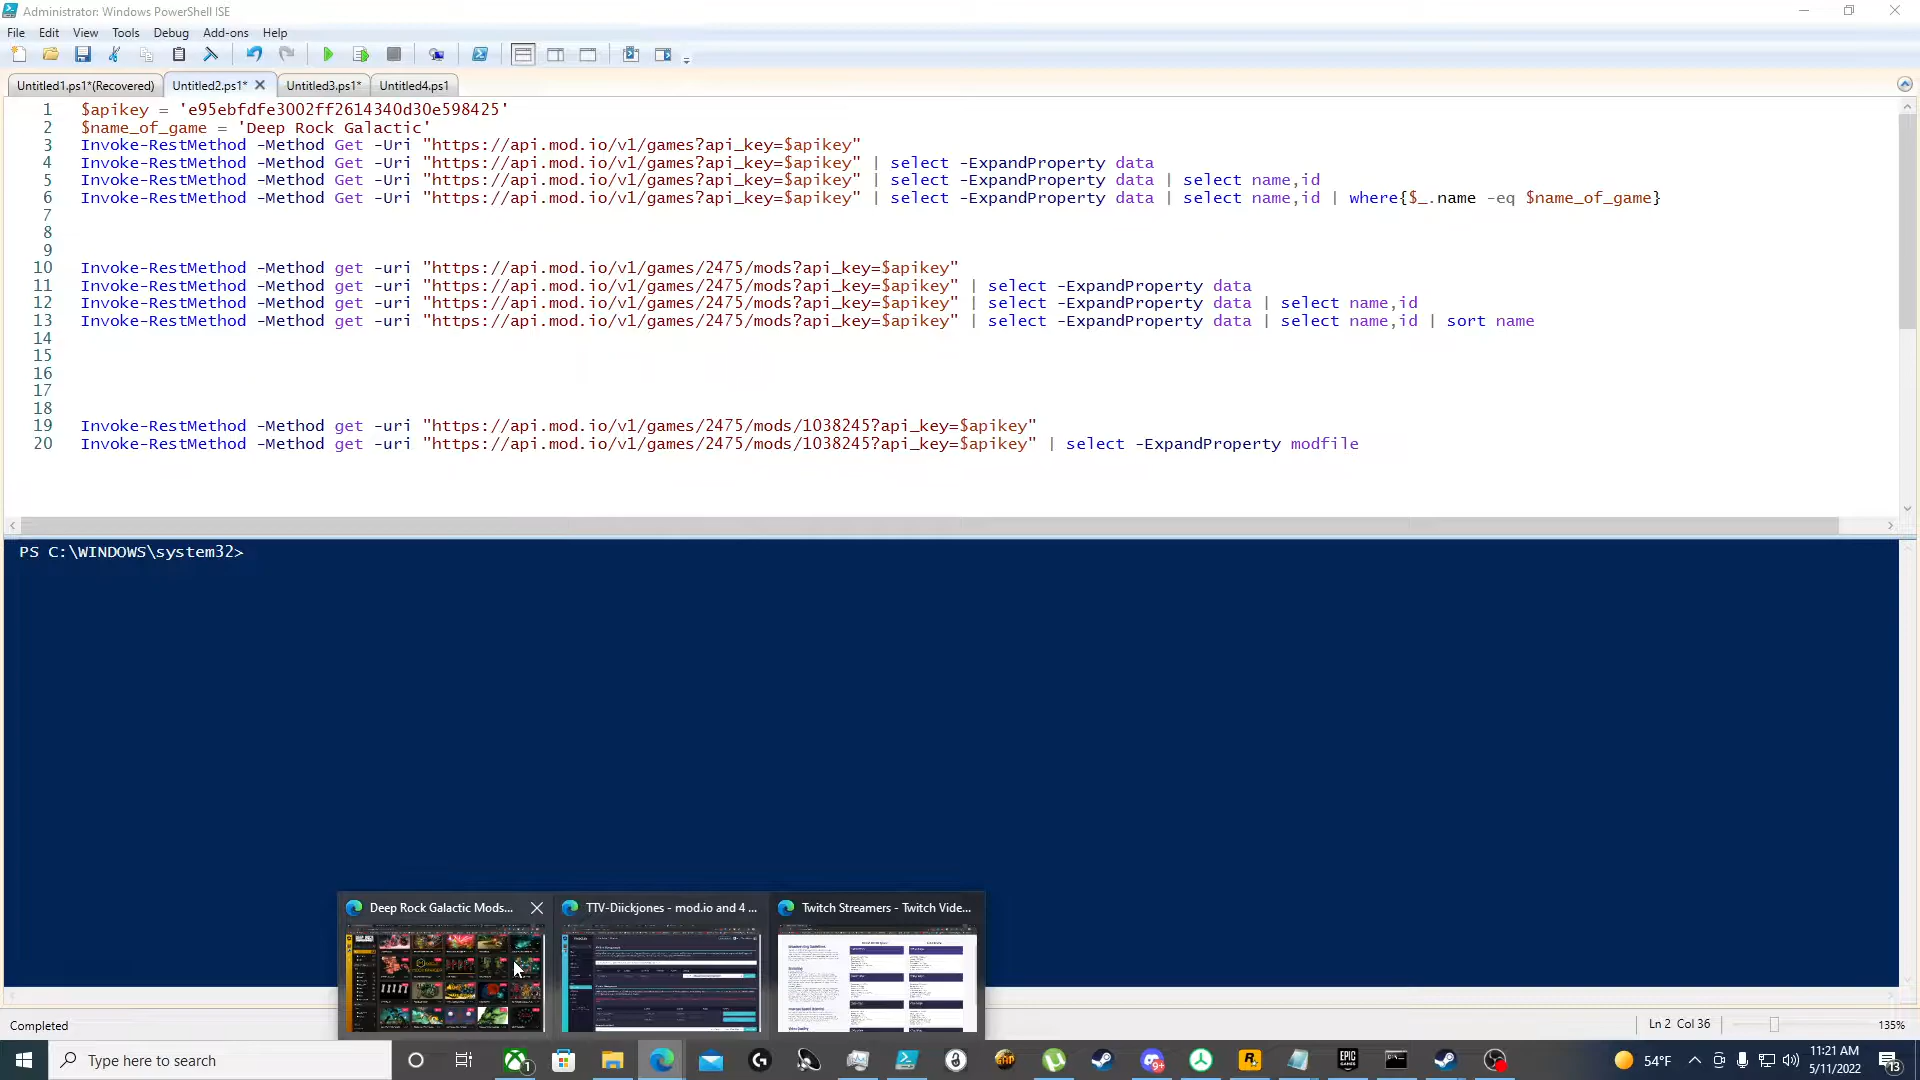 Administrator: Windows PowerShell ISE
File Edit View Tools Debug Add-ons Help
Untitled1.ps1*(Recovered) Untitled2.ps1* Untitled3.ps1* Untitled4.ps1
1 $apikey = 'e95ebfdfe3002ff2614340d30e598425'
2 $name_of_game = 'Deep Rock Galactic'
3 Invoke-RestMethod -Method Get -Uri "https://api.mod.io/v1/games?api_key=$apikey"
4 Invoke-RestMethod -Method Get -Uri "https://api.mod.io/v1/games?api_key=$apikey" | select -ExpandProperty data
5 Invoke-RestMethod -Method Get -Uri "https://api.mod.io/v1/games?api_key=$apikey" | select -ExpandProperty data | select name,id
6 Invoke-RestMethod -Method Get -Uri "https://api.mod.io/v1/games?api_key=$apikey" | select -ExpandProperty data | select name,id | where{$_.name -eq $name_of_game}
7
8
9
10 Invoke-RestMethod -Method get -uri "https://api.mod.io/v1/games/2475/mods?api_key=$apikey"
11 Invoke-RestMethod -Method get -uri "https://api.mod.io/v1/games/2475/mods?api_key=$apikey" | select -ExpandProperty data
12 Invoke-RestMethod -Method get -uri "https://api.mod.io/v1/games/2475/mods?api_key=$apikey" | select -ExpandProperty data | select name,id
13 Invoke-RestMethod -Method get -uri "https://api.mod.io/v1/games/2475/mods?api_key=$apikey" | select -ExpandProperty data | select name,id | sort name
14
15
16
17
18
19 Invoke-RestMethod -Method get -uri "https://api.mod.io/v1/games/2475/mods/1038245?api_key=$apikey"
20 Invoke-RestMethod -Method get -uri "https://api.mod.io/v1/games/2475/mods/1038245?api_key=$apikey" | select -ExpandProperty modfile
PS C:\WINDOWS\system32>
Deep Rock Galactic Mods... TTV-Diickjones - mod.io and 4 ... Twitch Streamers - Twitch Vide...
Completed Ln 2 Col 36 135%
Type here to search 54°F 11:21 AM
5/11/2022